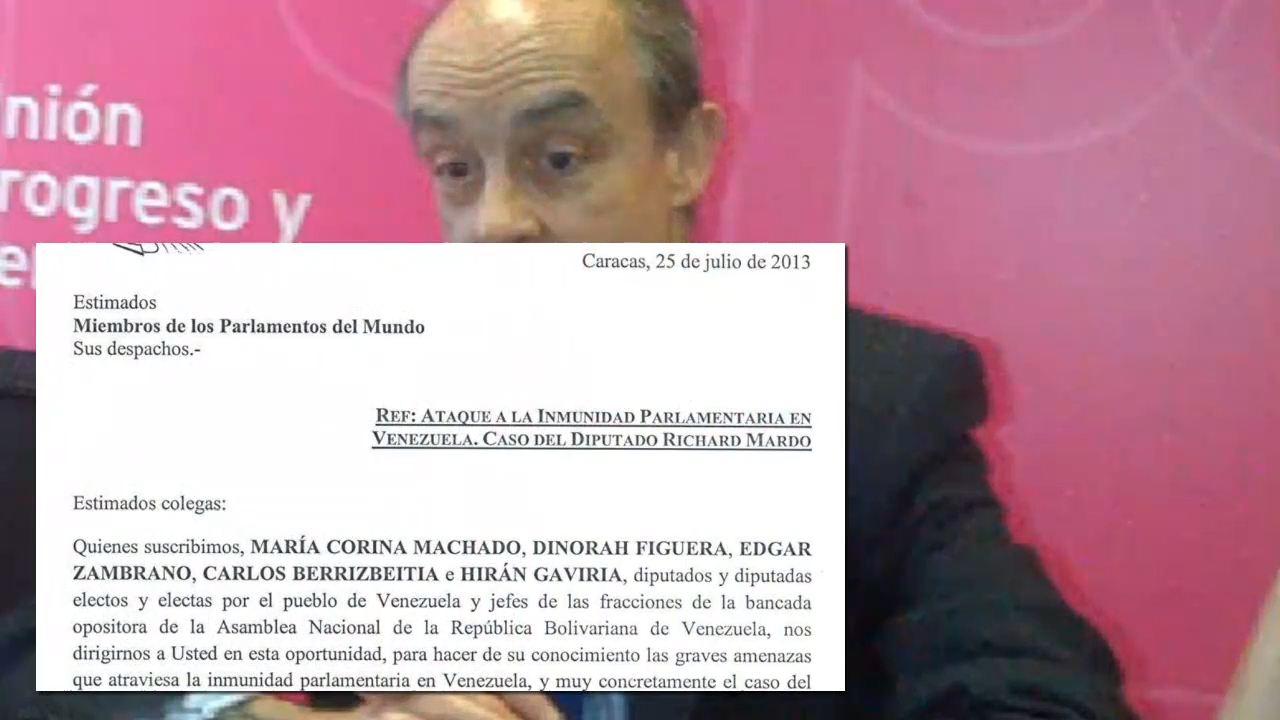 nión
rogreso y
Caracas, 25 de julio de 2013
Estimados
Miembros de los Parlamentos del Mundo
Sus despachos.-
REF: ATAQUE A LA INMUNIDAD PARLAMENTARIA EN
VENEZUELA. CASO DEL DIPUTADO RICHARD MARDO
Estimados colegas:
Quienes suscribimos, MARÍA CORINA MACHADO, DINORAH FIGUERA, EDGAR
ZAMBRANO, CARLOS BERRIZBEITIA e HIRÁN GAVIRIA, diputados y diputadas
electos y electas por el pueblo de Venezuela y jefes de las fracciones de la bancada
opositora de la Asamblea Nacional de la República Bolivariana de Venezuela, nos
dirigirnos a Usted en esta oportunidad, para hacer de su conocimiento las graves amenazas
que atraviesa la inmunidad parlamentaria en Venezuela, y muy concretamente el caso del